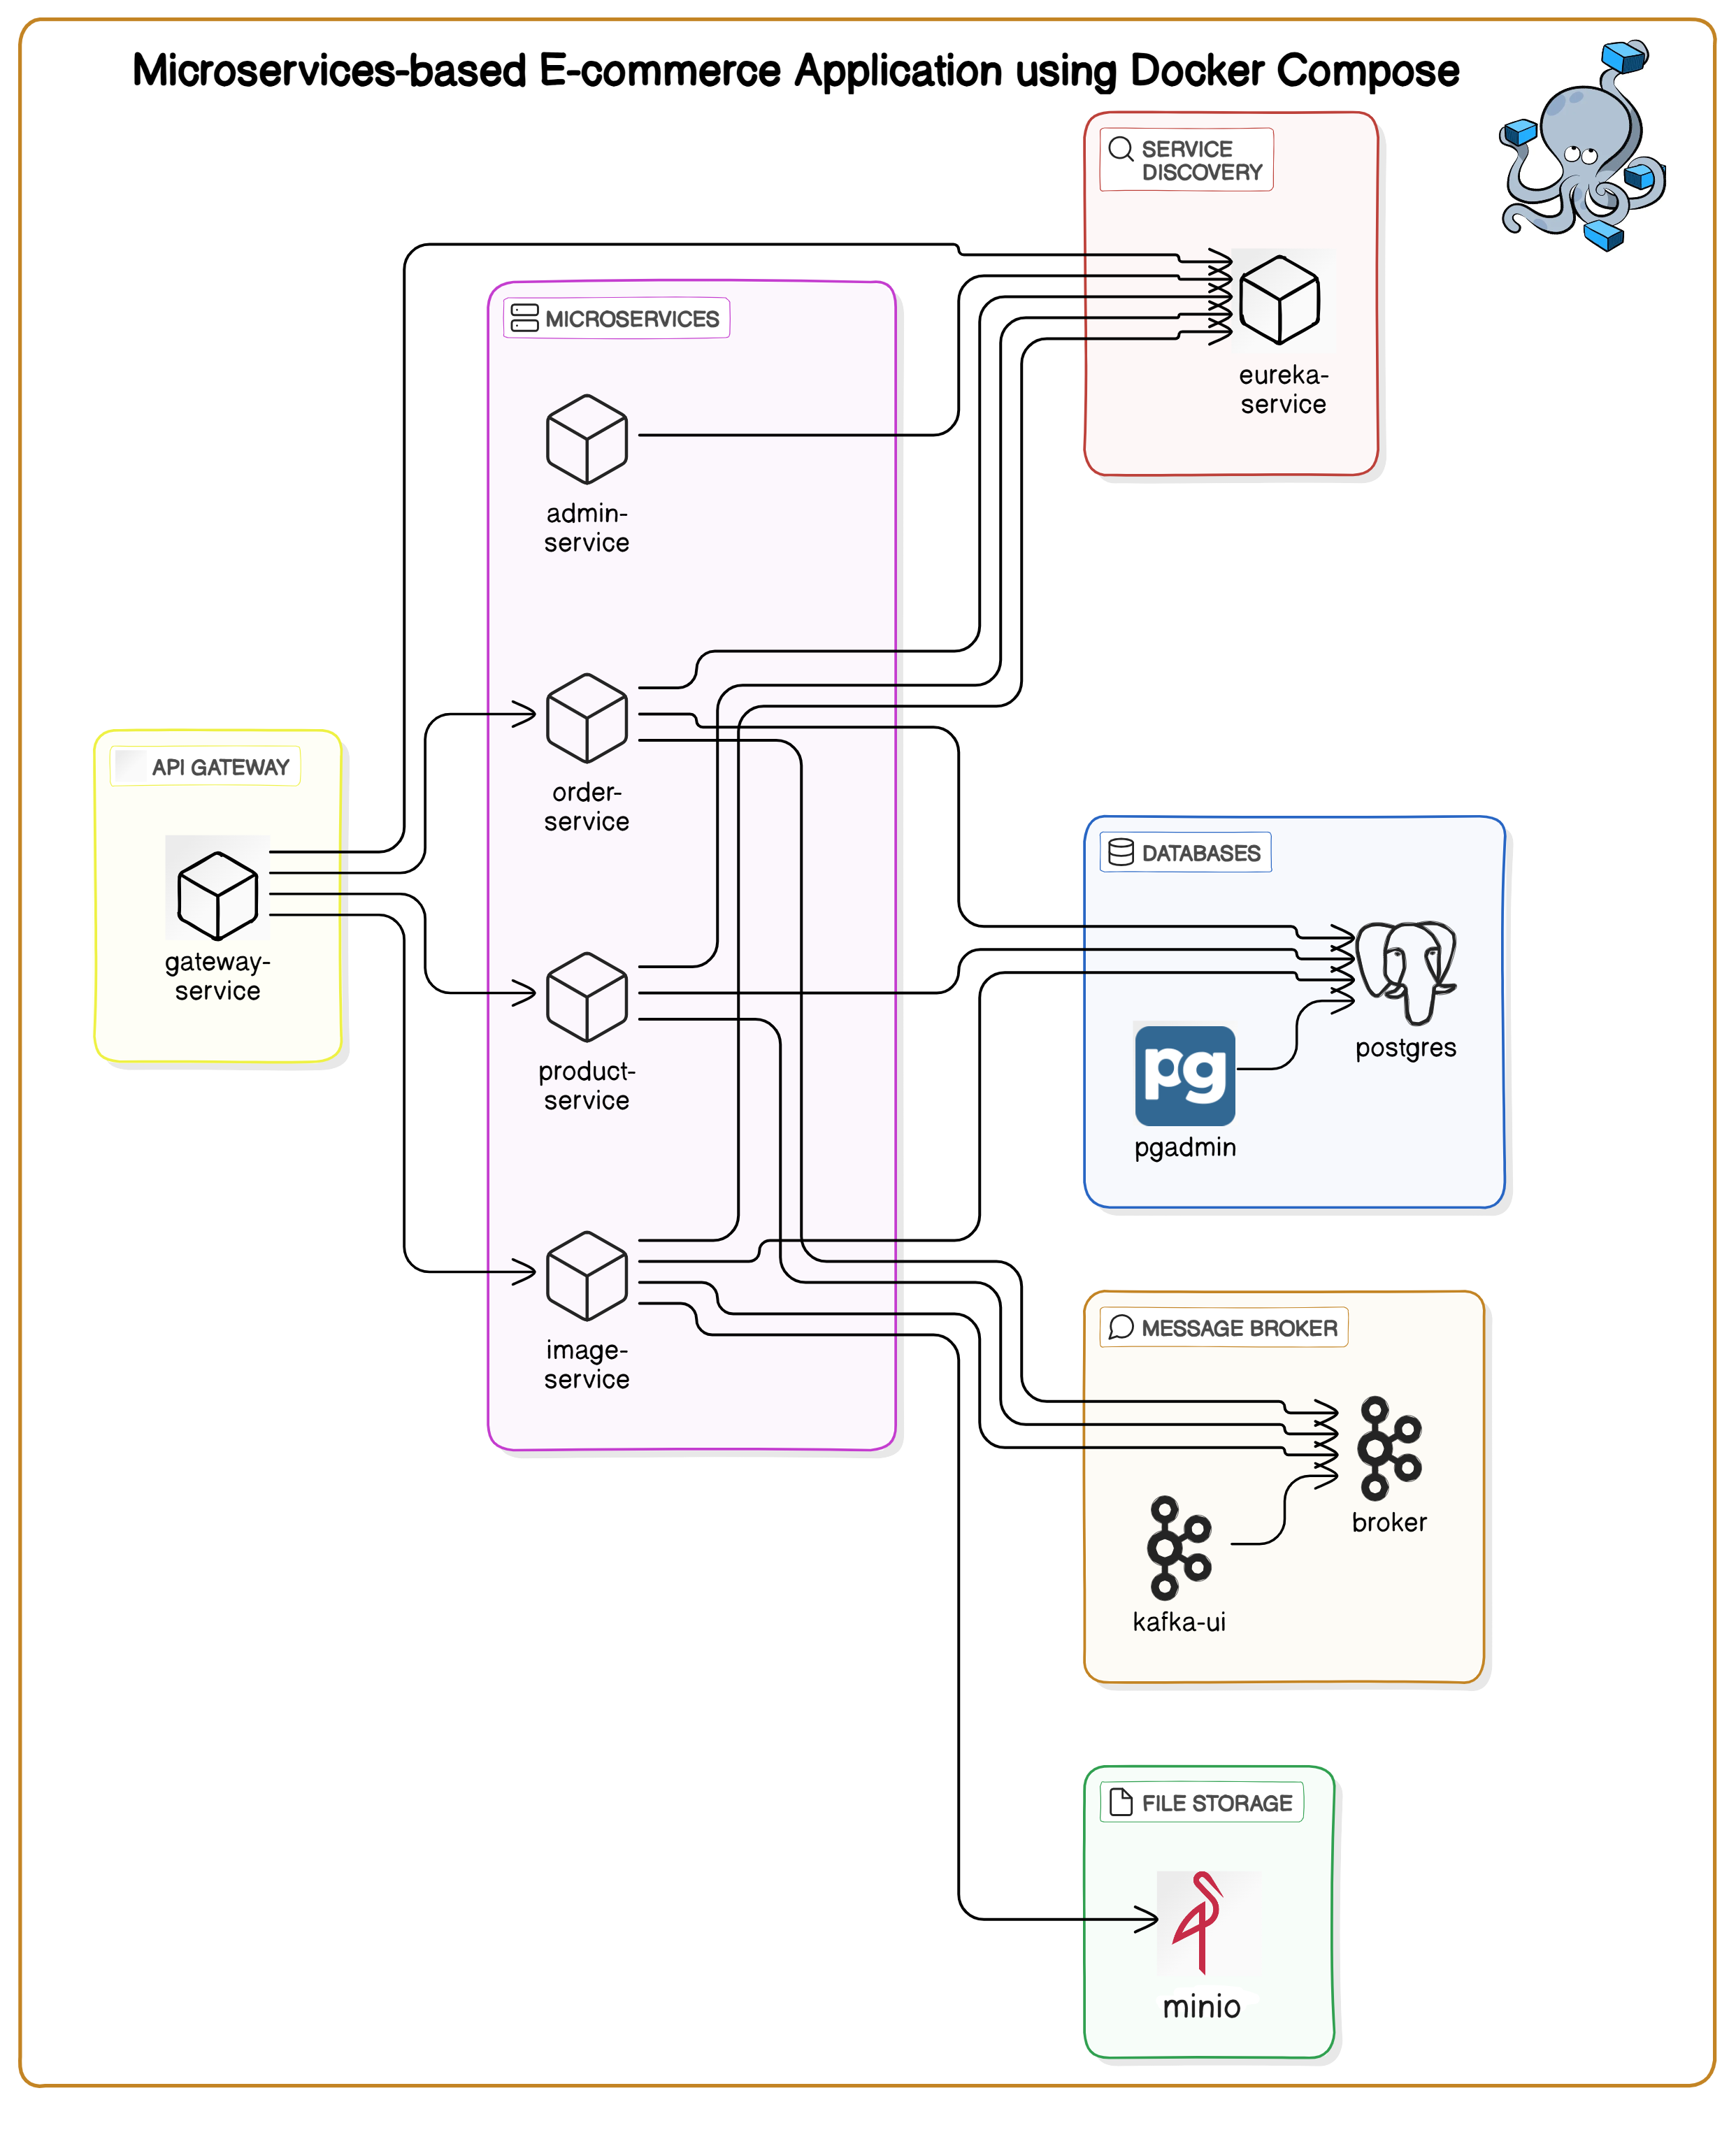 Microservices-based E-commerce Application using Docker Compose
SERVICE
DISCOVERY
eureka-
service
MICROSERVICES
admin-
service
order-
service
product-
service
image-
service
API GATEWAY
gateway-
service
DATABASES
postgres
pg
pgadmin
MESSAGE BROKER
broker
kafka-ui
FILE STORAGE
minio